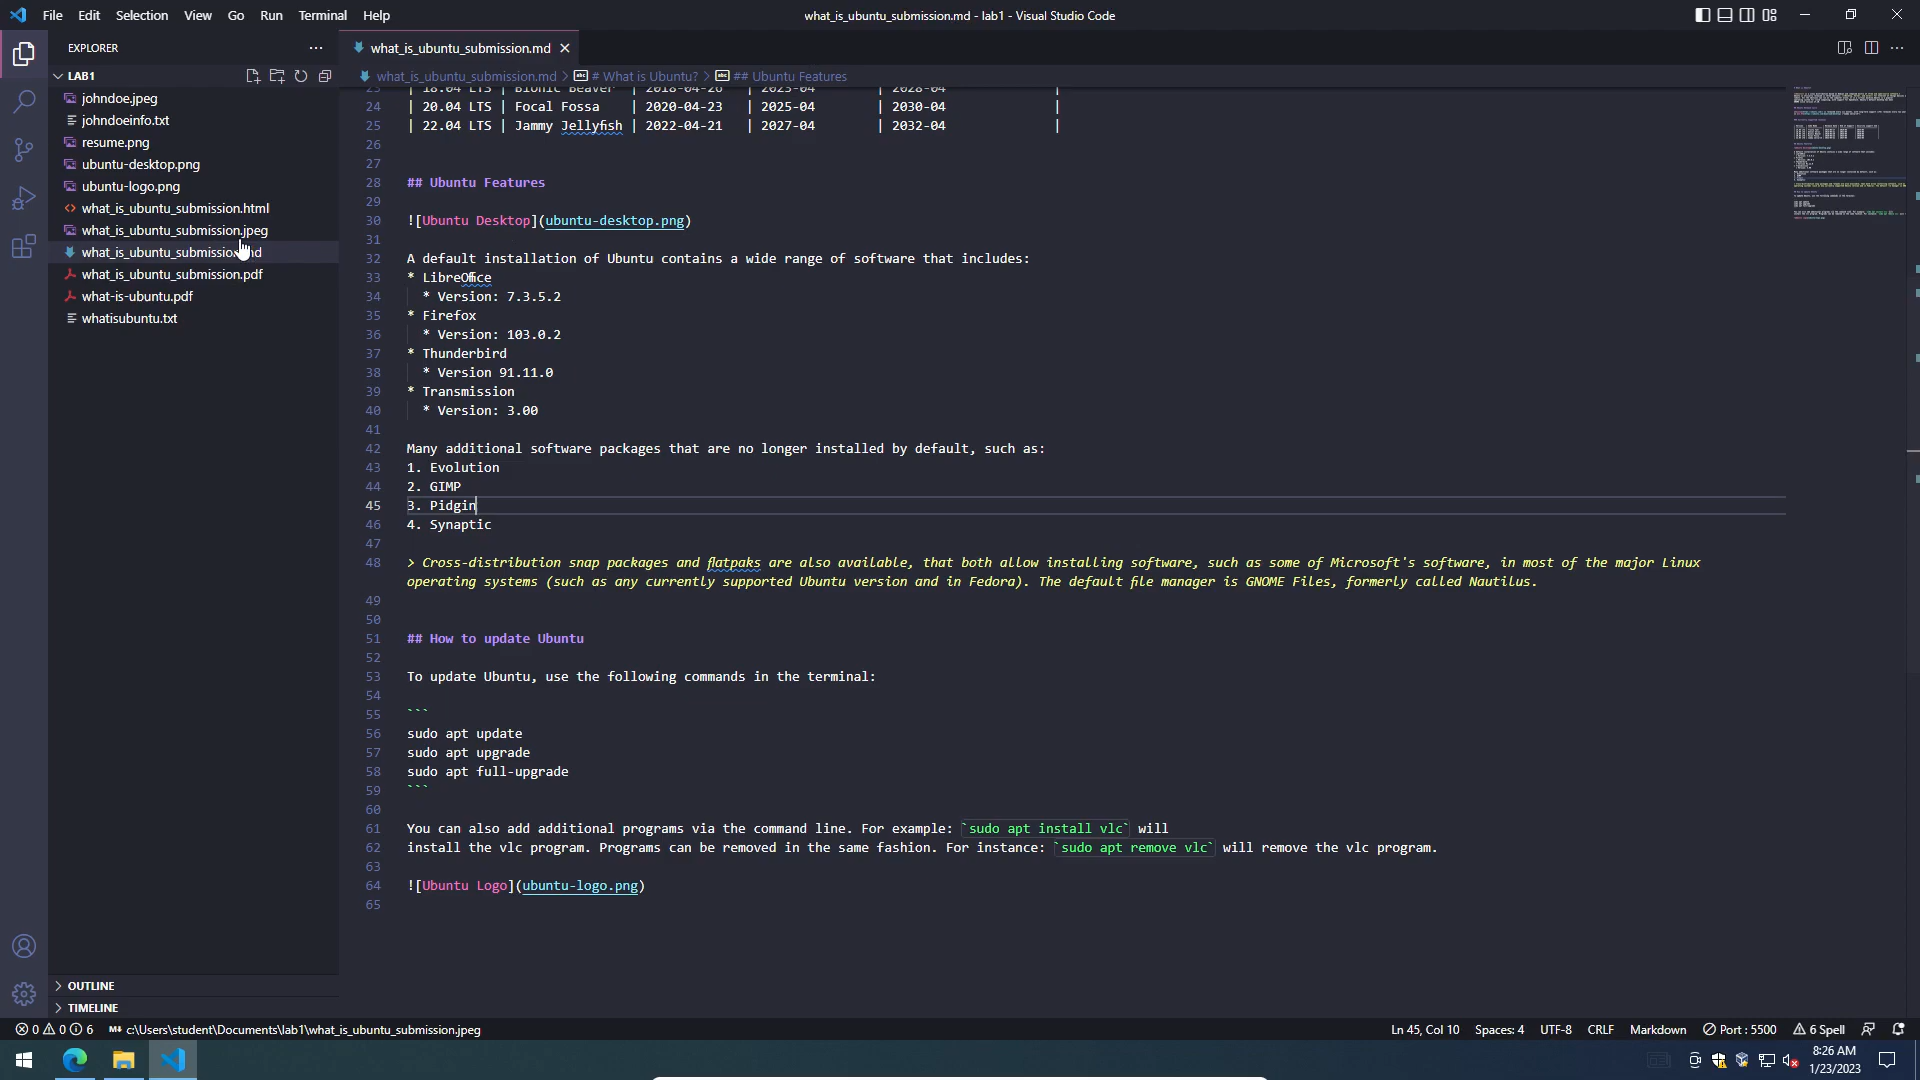 File Edit Selection View Go Run Terminal Help
what_is_ubuntu_submission.md - lab1 - Visual Studio Code
EXPLORER
what_is_ubuntu_submission.md
LAB1
what_is_ubuntu_submission.md > # What is Ubuntu? > ## Ubuntu Features
johndoe.jpeg
johndoeinfo.txt
resume.png
ubuntu-desktop.png
ubuntu-logo.png
what_is_ubuntu_submission.html
what_is_ubuntu_submission.jpeg
what_is_ubuntu_submission.md
what_is_ubuntu_submission.pdf
what-is-ubuntu.pdf
whatisubuntu.txt
OUTLINE
TIMELINE
23 | 18.04 LTS | Bionic Beaver | 2018-04-26 | 2023-04 | 2028-04 |
24 | 20.04 LTS | Focal Fossa | 2020-04-23 | 2025-04 | 2030-04 |
25 | 22.04 LTS | Jammy Jellyfish | 2022-04-21 | 2027-04 | 2032-04 |
26
27
28 ## Ubuntu Features
29
30 ![Ubuntu Desktop](ubuntu-desktop.png)
31
32 A default installation of Ubuntu contains a wide range of software that includes:
33 * LibreOffice
34 * Version: 7.3.5.2
35 * Firefox
36 * Version: 103.0.2
37 * Thunderbird
38 * Version 91.11.0
39 * Transmission
40 * Version: 3.00
41
42 Many additional software packages that are no longer installed by default, such as:
43 1. Evolution
44 2. GIMP
45 3. Pidgin
46 4. Synaptic
47
48 > Cross-distribution snap packages and flatpaks are also available, that both allow installing software, such as some of Microsoft's software, in most of the major Linux
operating systems (such as any currently supported Ubuntu version and in Fedora). The default file manager is GNOME Files, formerly called Nautilus.
49
50
51 ## How to update Ubuntu
52
53 To update Ubuntu, use the following commands in the terminal:
54
55 ```
56 sudo apt update
57 sudo apt upgrade
58 sudo apt full-upgrade
59 ```
60
61 You can also add additional programs via the command line. For example: `sudo apt install vlc` will
62 install the vlc program. Programs can be removed in the same fashion. For instance: `sudo apt remove vlc` will remove the vlc program.
63
64 ![Ubuntu Logo](ubuntu-logo.png)
65
0 0 6 c:\Users\student\Documents\lab1\what_is_ubuntu_submission.jpeg
Ln 45, Col 10 Spaces: 4 UTF-8 CRLF Markdown Port : 5500 6 Spell
8:26 AM
1/23/2023